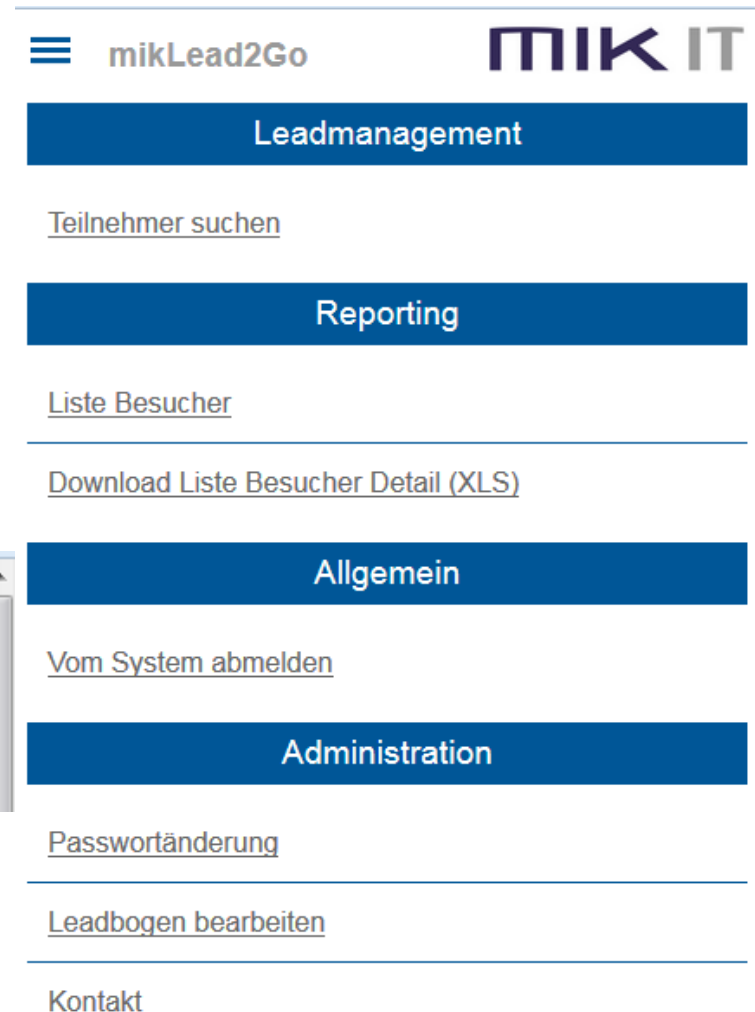 mikLead2Go
MIK IT
Leadmanagement
Teilnehmer suchen
Reporting
Liste Besucher
Download Liste Besucher Detail (XLS)
Allgemein
Vom System abmelden
Administration
Passwortänderung
Leadbogen bearbeiten
Kontakt